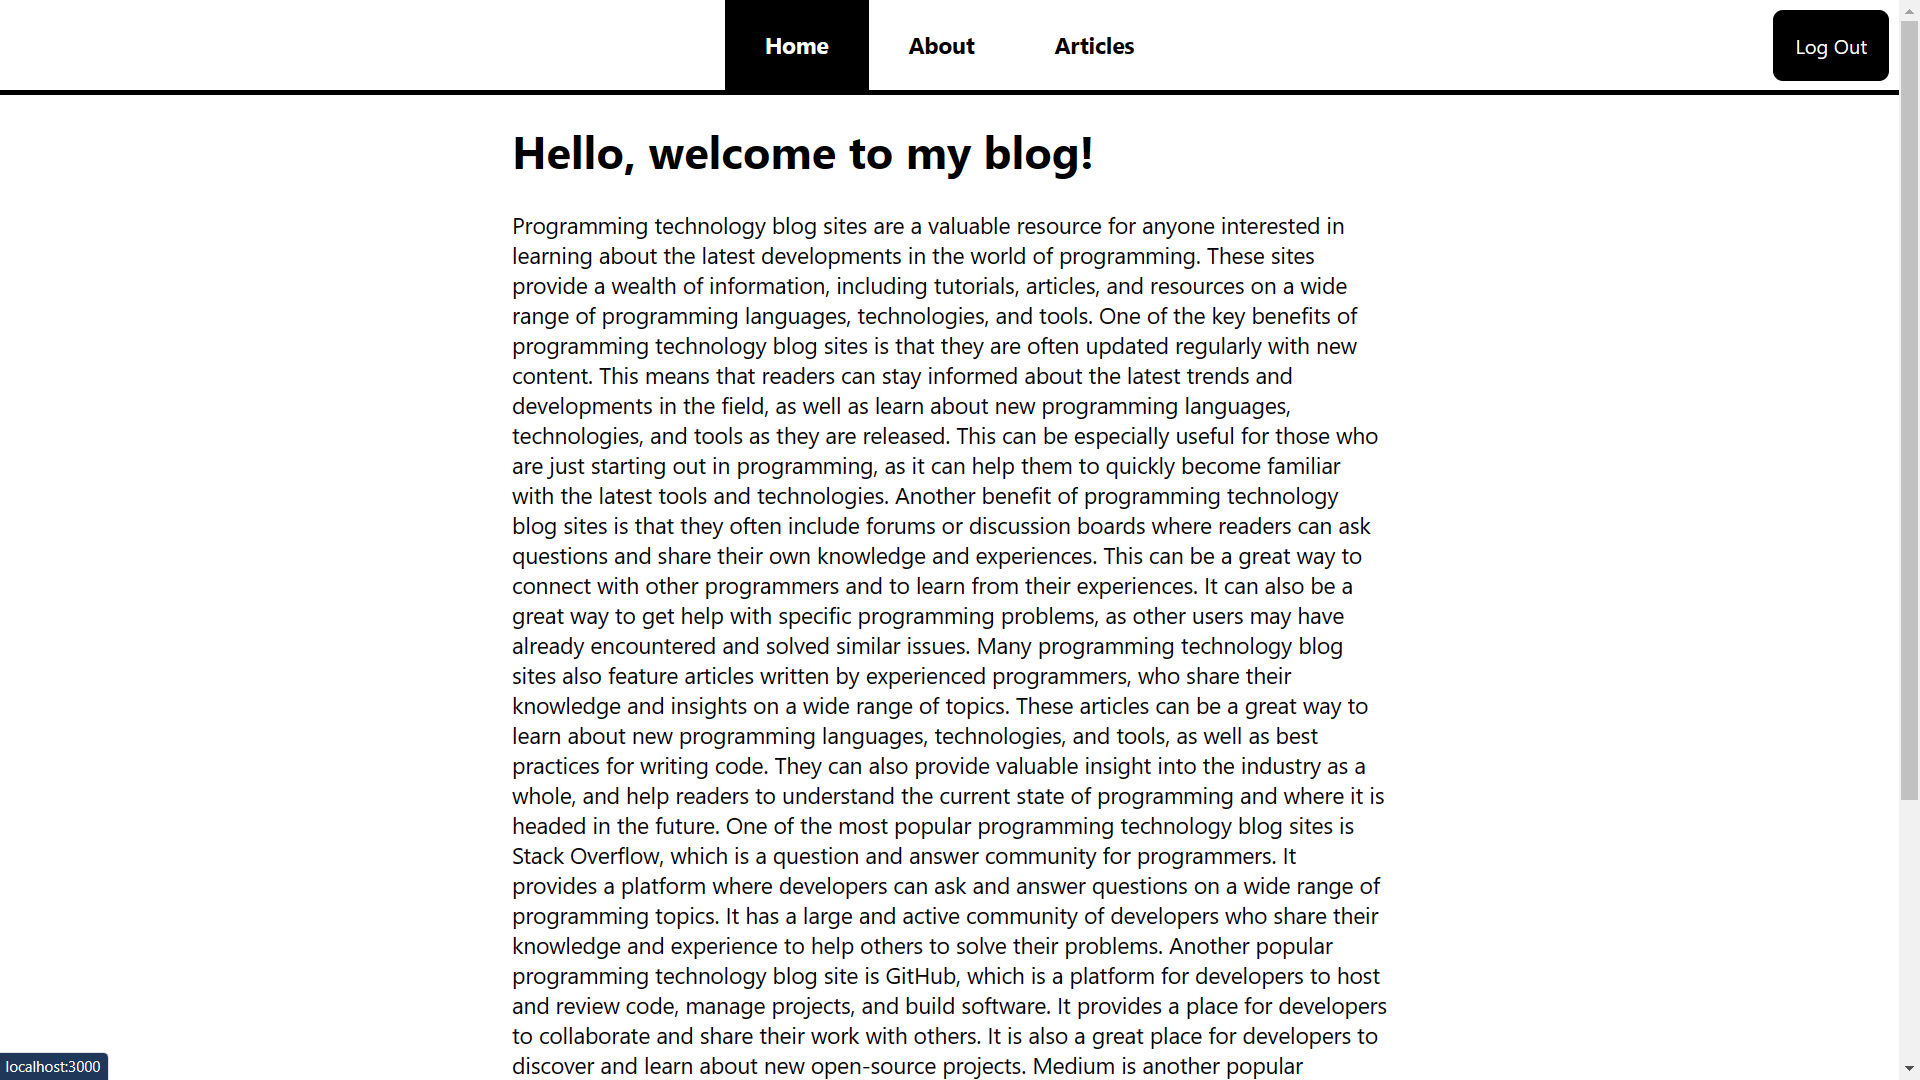 Home About Articles Log Out
Hello, welcome to my blog!
Programming technology blog sites are a valuable resource for anyone interested in
learning about the latest developments in the world of programming. These sites
provide a wealth of information, including tutorials, articles, and resources on a wide
range of programming languages, technologies, and tools. One of the key benefits of
programming technology blog sites is that they are often updated regularly with new
content. This means that readers can stay informed about the latest trends and
developments in the field, as well as learn about new programming languages,
technologies, and tools as they are released. This can be especially useful for those who
are just starting out in programming, as it can help them to quickly become familiar
with the latest tools and technologies. Another benefit of programming technology
blog sites is that they often include forums or discussion boards where readers can ask
questions and share their own knowledge and experiences. This can be a great way to
connect with other programmers and to learn from their experiences. It can also be a
great way to get help with specific programming problems, as other users may have
already encountered and solved similar issues. Many programming technology blog
sites also feature articles written by experienced programmers, who share their
knowledge and insights on a wide range of topics. These articles can be a great way to
learn about new programming languages, technologies, and tools, as well as best
practices for writing code. They can also provide valuable insight into the industry as a
whole, and help readers to understand the current state of programming and where it is
headed in the future. One of the most popular programming technology blog sites is
Stack Overflow, which is a question and answer community for programmers. It
provides a platform where developers can ask and answer questions on a wide range of
programming topics. It has a large and active community of developers who share their
knowledge and experience to help others to solve their problems. Another popular
programming technology blog site is GitHub, which is a platform for developers to host
and review code, manage projects, and build software. It provides a place for developers
to collaborate and share their work with others. It is also a great place for developers to
discover and learn about new open-source projects. Medium is another popular
localhost:3000